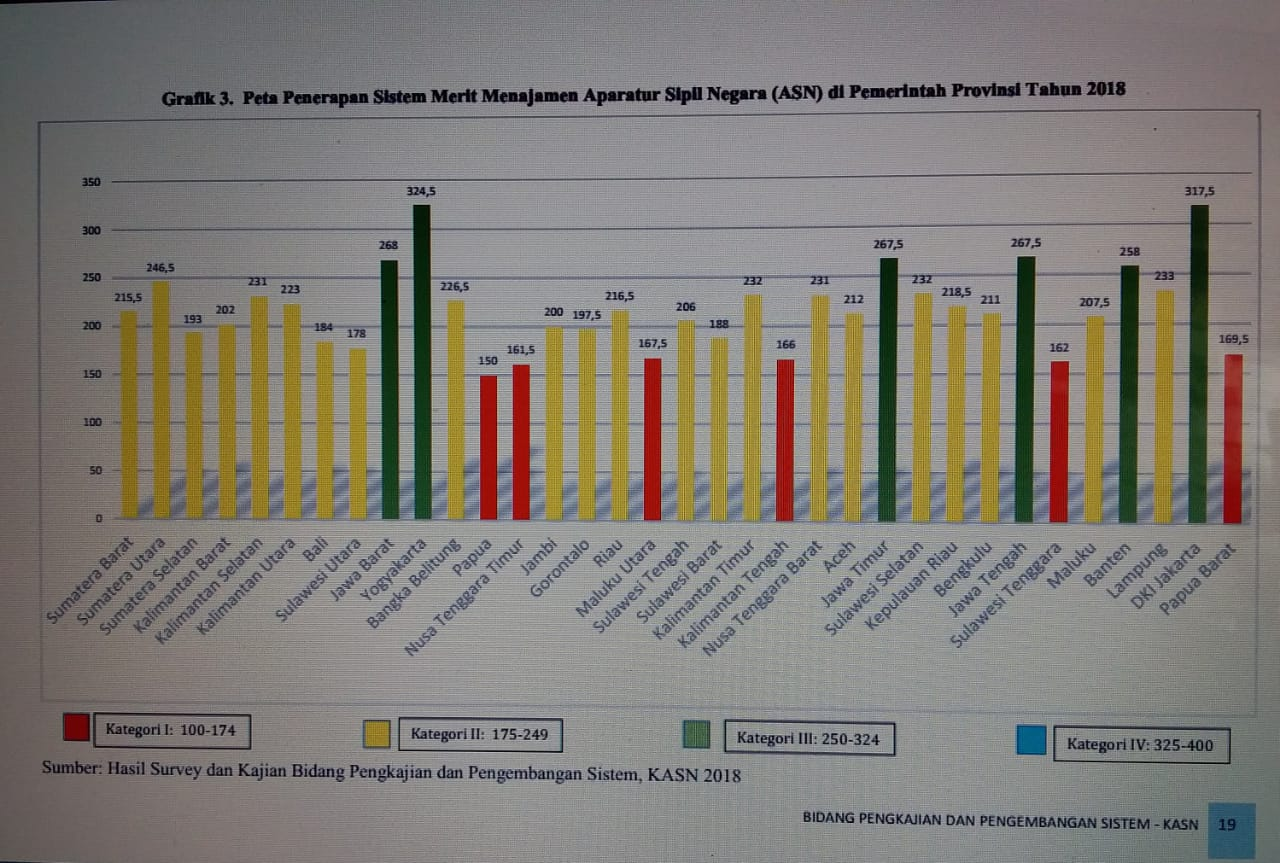 Grafik 3. Peta Penerapan Sistem Merit Menajamen Aparatur Sipil Negara (ASN) di Pemerintah Provinsi Tahun 2018
350
300
250
200
150
100
50
0
215,5
246,5
193
202
231
223
184
178
268
324,5
226,5
150
161,5
200
197,5
216,5
167,5
206
188
232
166
231
212
267,5
232
218,5
211
267,5
162
207,5
258
233
317,5
169,5
Sumatera Barat
Sumatera Utara
Sumatera Selatan
Kalimantan Barat
Kalimantan Selatan
Kalimantan Utara
Bali
Sulawesi Utara
Jawa Barat
Yogyakarta
Bangka Belitung
Papua
Nusa Tenggara Timur
Jambi
Gorontalo
Riau
Maluku Utara
Sulawesi Tengah
Sulawesi Barat
Kalimantan Timur
Kalimantan Tengah
Nusa Tenggara Barat
Aceh
Jawa Timur
Sulawesi Selatan
Kepulauan Riau
Bengkulu
Jawa Tengah
Sulawesi Tenggara
Maluku
Banten
Lampung
DKI Jakarta
Papua Barat
Kategori I: 100-174
Kategori II: 175-249
Kategori III: 250-324
Kategori IV: 325-400
Sumber: Hasil Survey dan Kajian Bidang Pengkajian dan Pengembangan Sistem, KASN 2018
BIDANG PENGKAJIAN DAN PENGEMBANGAN SISTEM - KASN 19